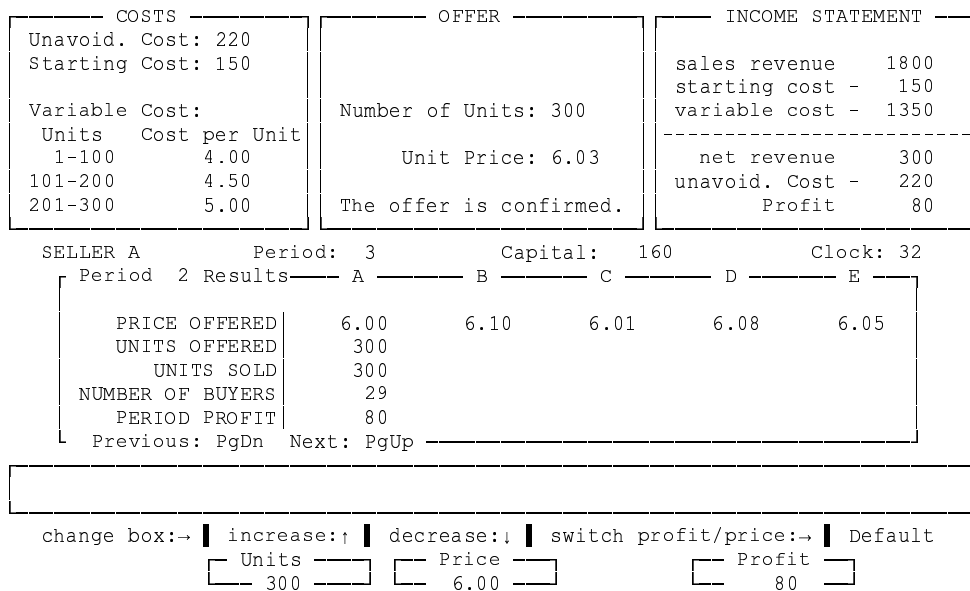 COSTS OFFER INCOME STATEMENT
Unavoid. Cost: 220
Starting Cost: 150 sales revenue 1800
starting cost - 150
Variable Cost: Number of Units: 300 variable cost - 1350
Units Cost per Unit
1-100 4.00 Unit Price: 6.03 net revenue 300
101-200 4.50 unavoid. Cost - 220
201-300 5.00 The offer is confirmed. Profit 80
SELLER A Period: 3 Capital: 160 Clock: 32
Period 2 Results A B C D E
PRICE OFFERED 6.00 6.10 6.01 6.08 6.05
UNITS OFFERED 300
UNITS SOLD 300
NUMBER OF BUYERS 29
PERIOD PROFIT 80
Previous: PgDn Next: PgUp
change box:→ increase:↑ decrease:↓ switch profit/price:→ Default
Units Price Profit
300 6.00 80